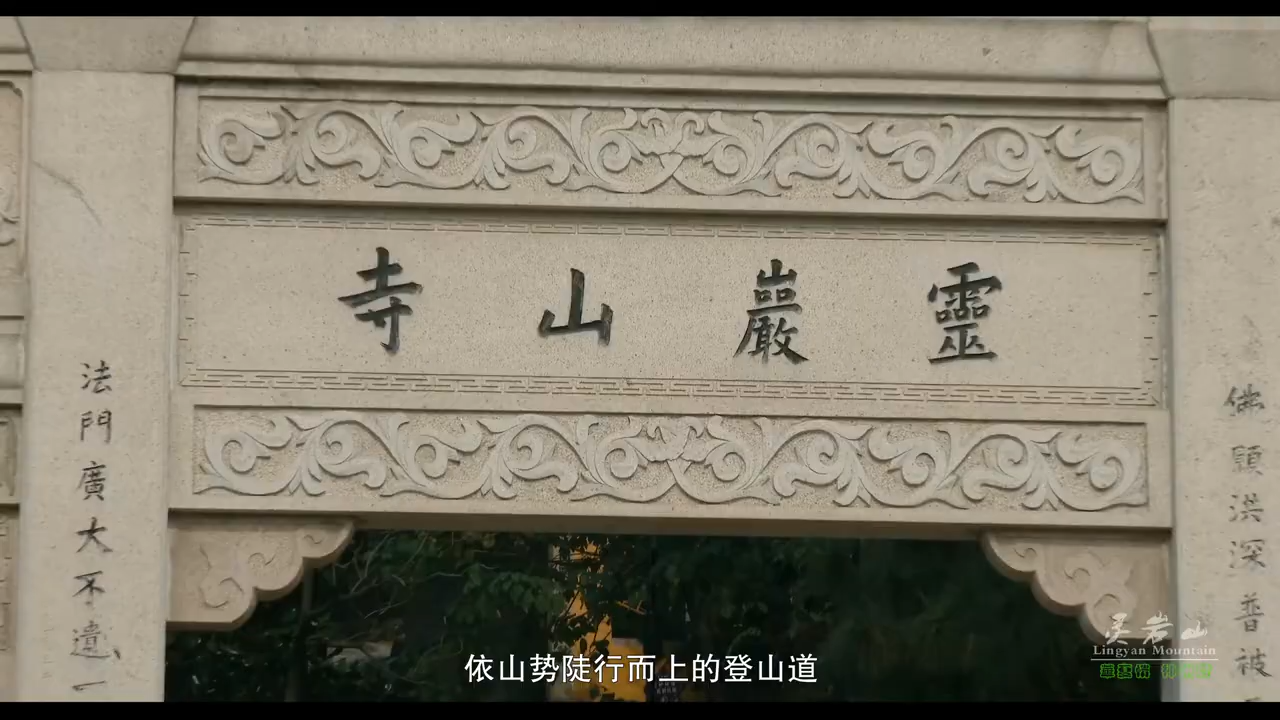 靈巖山寺
佛願洪深普被
法門廣大不遺一
依山势陡行而上的登山道
灵岩山
Lingyan Mountain